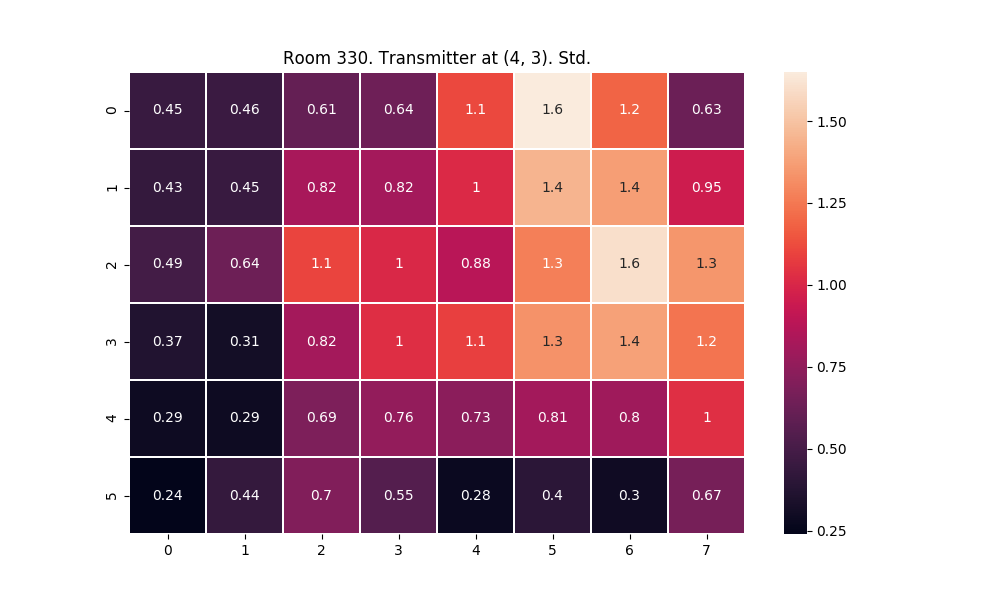 Room 330. Transmitter at (4, 3). Std.
0 0.45 0.46 0.61 0.64 1.1 1.6 1.2 0.63
1 0.43 0.45 0.82 0.82 1 1.4 1.4 0.95
2 0.49 0.64 1.1 1 0.88 1.3 1.6 1.3
3 0.37 0.31 0.82 1 1.1 1.3 1.4 1.2
4 0.29 0.29 0.69 0.76 0.73 0.81 0.8 1
5 0.24 0.44 0.7 0.55 0.28 0.4 0.3 0.67
0 1 2 3 4 5 6 7
1.50
1.25
1.00
0.75
0.50
0.25